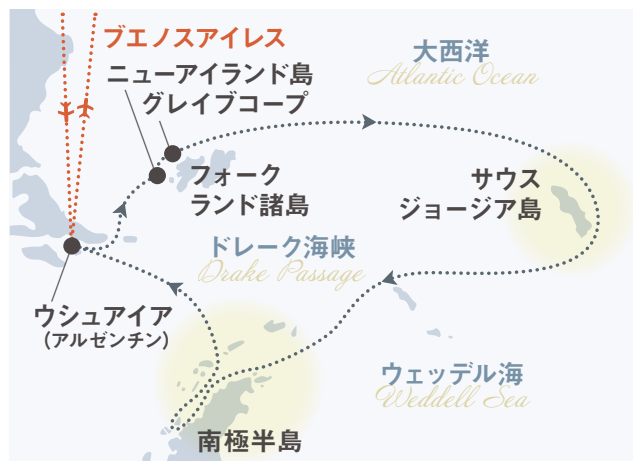 ブエノスアイレス
ニューアイランド島
グレイブコープ
大西洋
Atlantic Ocean
フォーク
ランド諸島
サウス
ジョージア島
ドレーク海峡
Drake Passage
ウシュアイア
(アルゼンチン)
ウェッデル海
Weddell Sea
南極半島